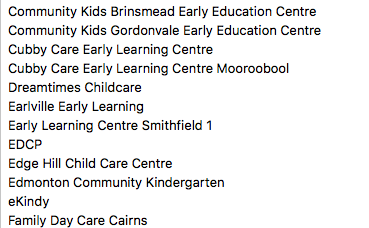 Community Kids Brinsmead Early Education Centre
Community Kids Gordonvale Early Education Centre
Cubby Care Early Learning Centre
Cubby Care Early Learning Centre Mooroobool
Dreamtimes Childcare
Earlville Early Learning
Early Learning Centre Smithfield 1
EDCP
Edge Hill Child Care Centre
Edmonton Community Kindergarten
eKindy
Family Day Care Cairns